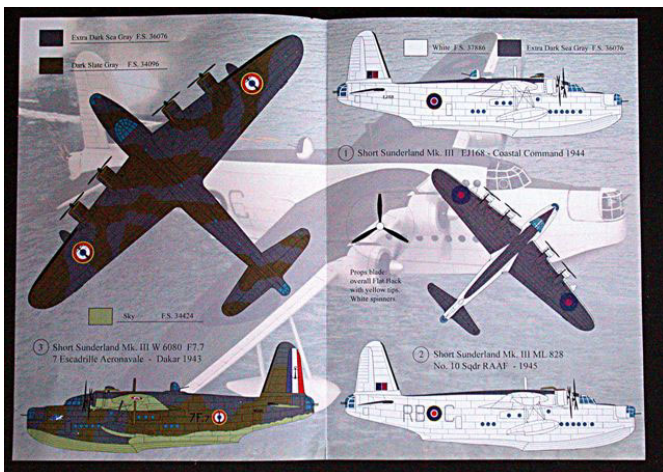 Extra Dark Sea Gray F.S. 36076
Dark Slate Gray F.S. 34096
Sky F.S. 34424
3 Short Sunderland Mk. III W 6080 F7.7
7 Escadrille Aeronavale - Dakar 1943
7F.7
White F.S. 37886
Extra Dark Sea Gray F.S. 36076
1 Short Sunderland Mk. III EJ168 - Coastal Command 1944
Props blade
overall Flat Black
with yellow tips.
White spinners.
2 Short Sunderland Mk. III ML 828
No. 10 Sqdr RAAF - 1945
RB C